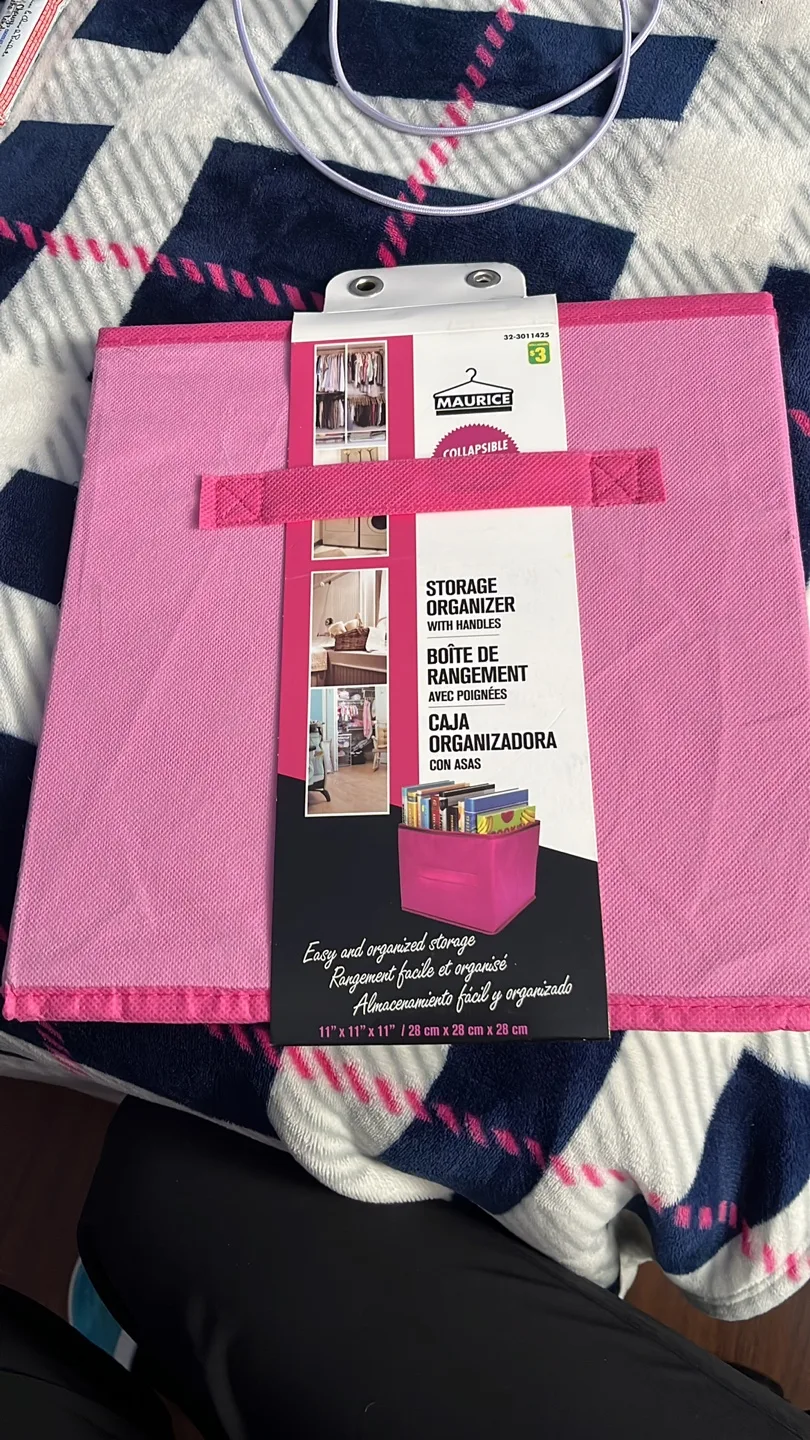 32-3011425
$3
MAURICE
COLLAPSIBLE
STORAGE
ORGANIZER
WITH HANDLES
BOÎTE DE
RANGEMENT
AVEC POIGNÉES
CAJA
ORGANIZADORA
CON ASAS
Easy and organized storage
Rangement facile et organisé
Almacenamiento fácil y organizado
11" x 11" x 11" / 28 cm x 28 cm x 28 cm